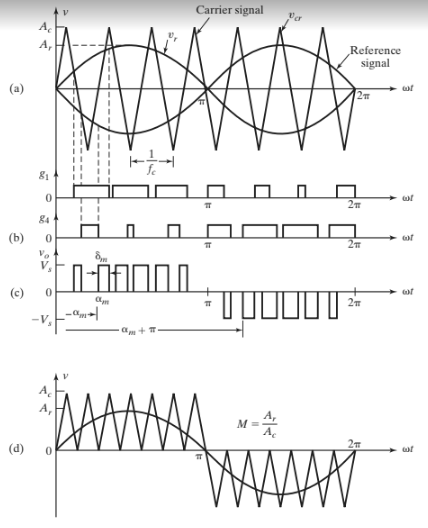 v
Carrier signal
v_cr
A_c
A_r
v_r
Reference
signal
(a)
π
2π
ωt
1
f_c
g_1
0
π
2π
ωt
g_4
(b)
0
π
2π
ωt
v_o
V_s
δ_m
(c)
0
α_m
π
2π
ωt
α_m
−V_s
α_m + π
v
A_c
A_r
M = A_r
A_c
(d)
0
π
2π
ωt